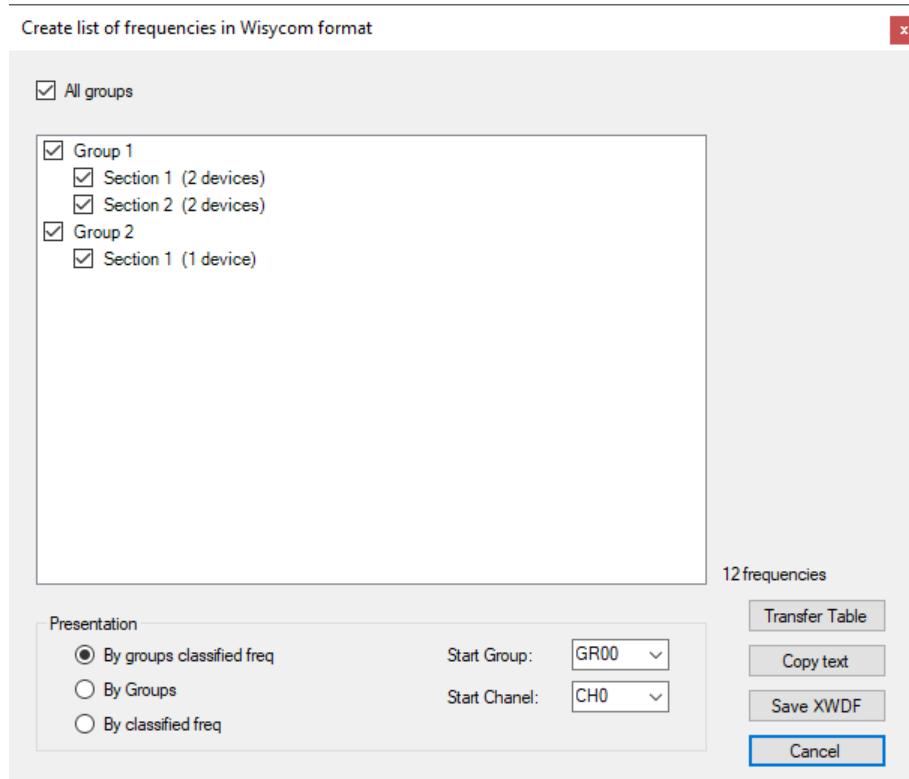 Create list of frequencies in Wisycom format
x
All groups
Group 1
Section 1 (2 devices)
Section 2 (2 devices)
Group 2
Section 1 (1 device)
12 frequencies
Presentation
By groups classified freq
By Groups
By classified freq
Start Group: GR00
Start Chanel: CH0
Transfer Table
Copy text
Save XWDF
Cancel